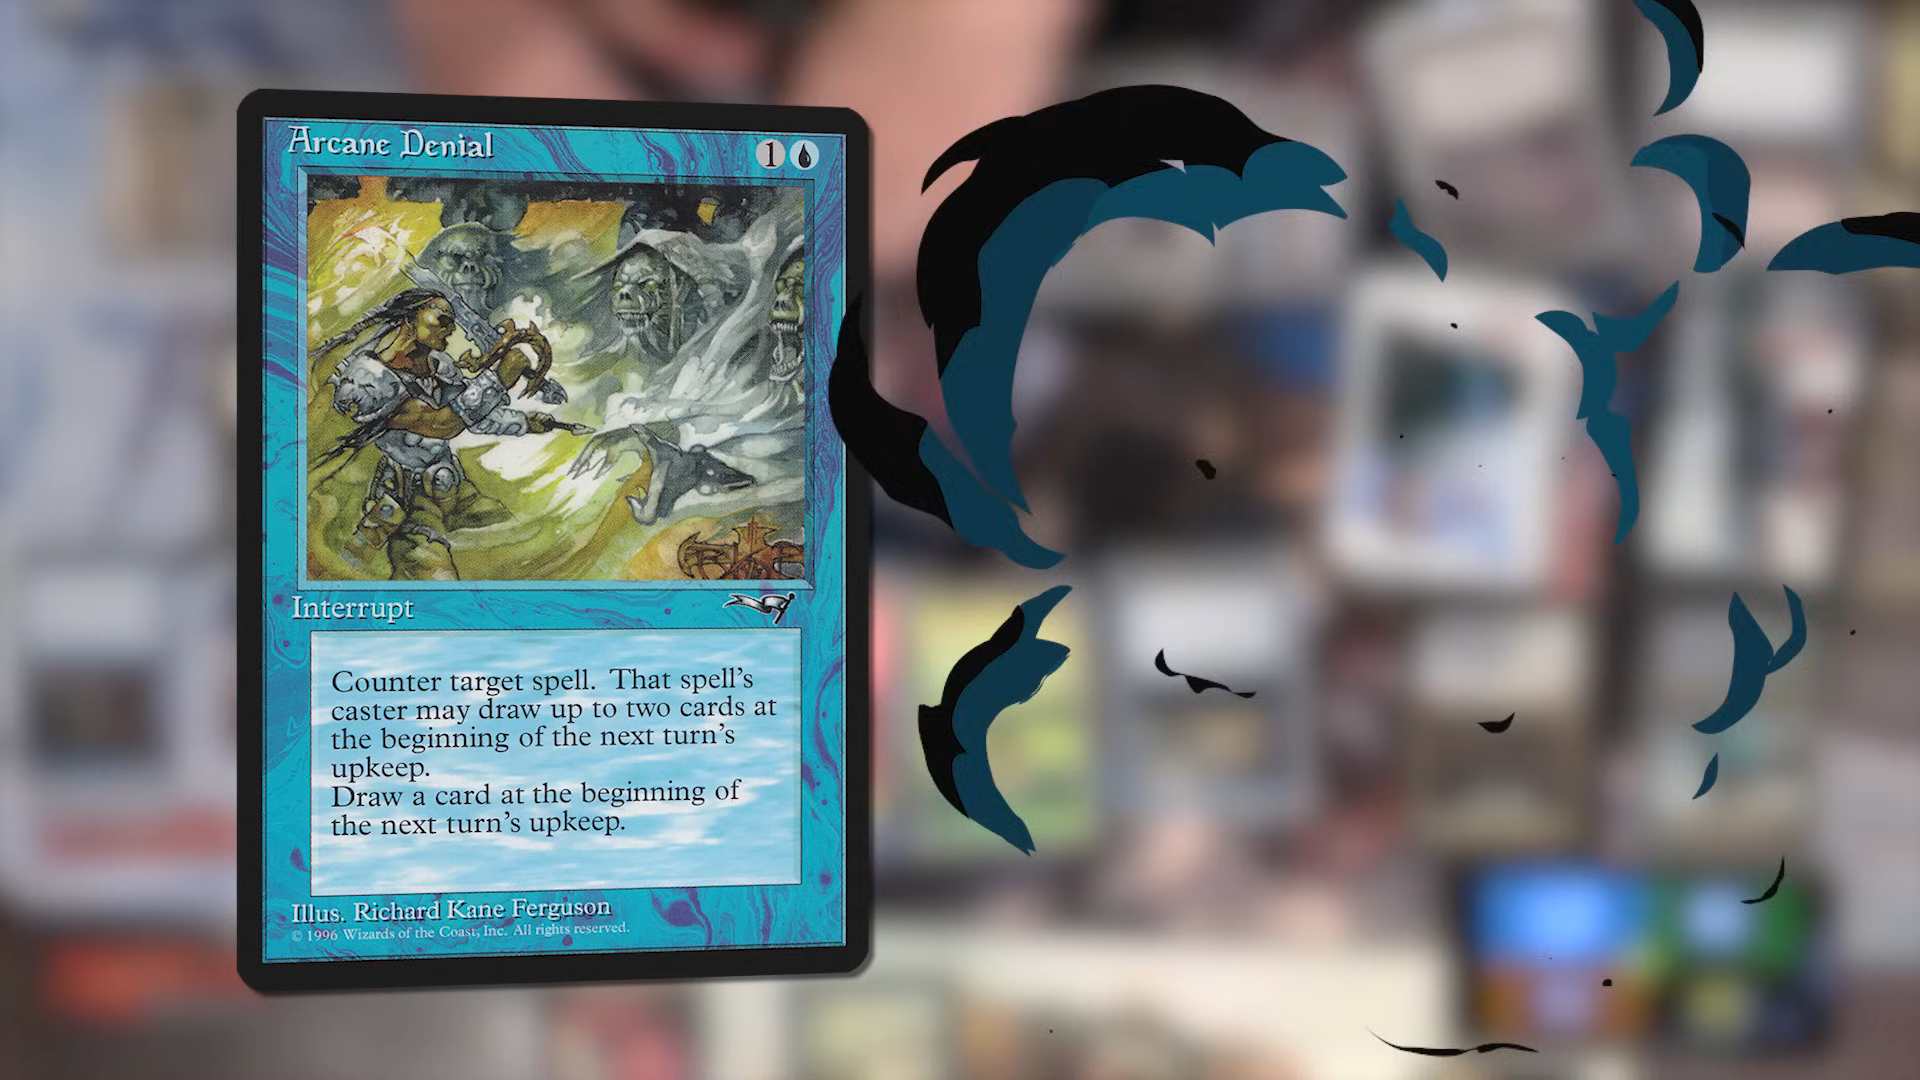 Arcane Denial
1
Interrupt
Counter target spell. That spell's
caster may draw up to two cards at
the beginning of the next turn's
upkeep.
Draw a card at the beginning of
the next turn's upkeep.
Illus. Richard Kane Ferguson
© 1996 Wizards of the Coast, Inc. All rights reserved.